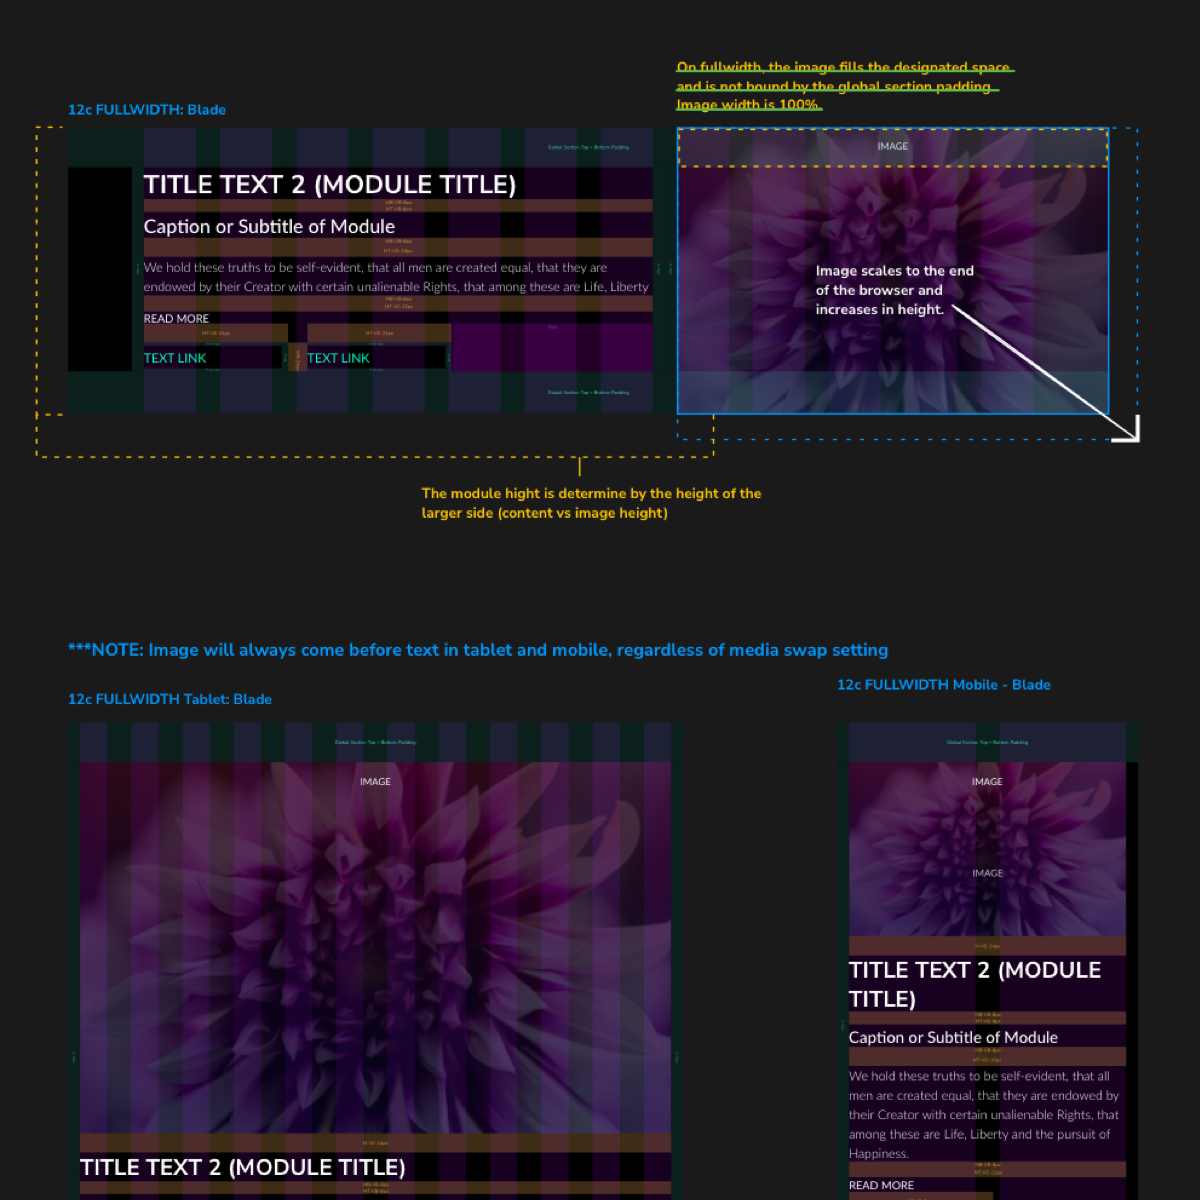 On fullwidth, the image fills the designated space
and is not bound by the global section padding
Image width is 100%.
12c FULLWIDTH: Blade
Global Section Top + Bottom Padding
IMAGE
TITLE TEXT 2 (MODULE TITLE)
Caption or Subtitle of Module
We hold these truths to be self-evident, that all men are created equal, that they are
endowed by their Creator with certain unalienable Rights, that among these are Life, Liberty
READ MORE
TEXT LINK
TEXT LINK
Global Section Top + Bottom Padding
Image scales to the end
of the browser and
increases in height.
The module hight is determine by the height of the
larger side (content vs image height)
***NOTE: Image will always come before text in tablet and mobile, regardless of media swap setting
12c FULLWIDTH Tablet: Blade
Global Section Top + Bottom Padding
IMAGE
TITLE TEXT 2 (MODULE TITLE)
12c FULLWIDTH Mobile - Blade
Global Section Top + Bottom Padding
IMAGE
IMAGE
TITLE TEXT 2 (MODULE
TITLE)
Caption or Subtitle of Module
We hold these truths to be self-evident, that all
men are created equal, that they are endowed by
their Creator with certain unalienable Rights, that
among these are Life, Liberty and the pursuit of
Happiness.
READ MORE